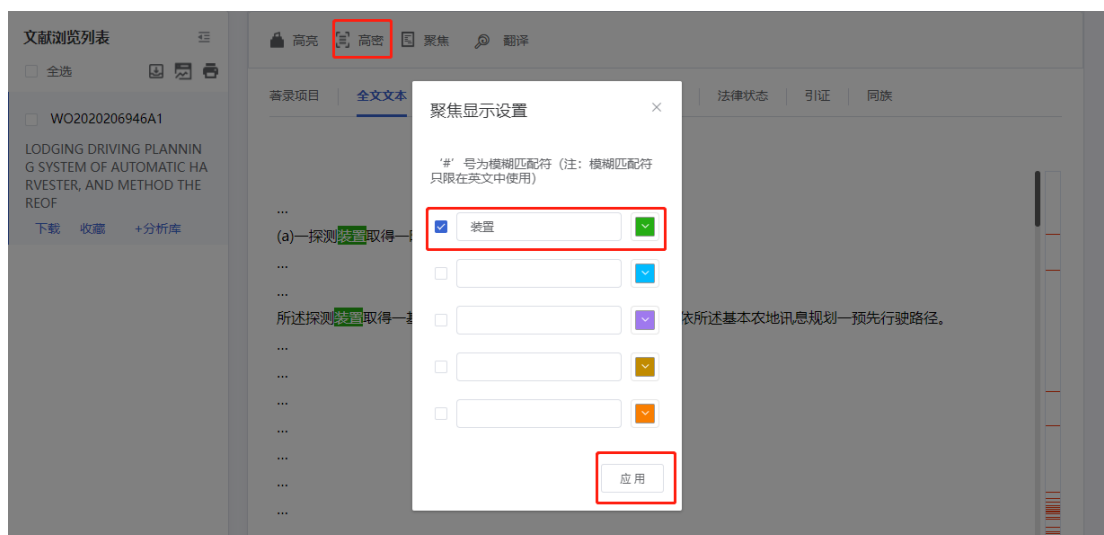 文献浏览列表
全选
WO2020206946A1
LODGING DRIVING PLANNIN
G SYSTEM OF AUTOMATIC HA
RVESTER, AND METHOD THE
REOF
下载 收藏 +分析库
高亮 高密 聚焦 翻译
著录项目 全文文本 法律状态 引证 同族
...
(a)一探测装置取得一
...
...
所述探测装置取得一 依所述基本农地讯息规划一预先行驶路径。
...
...
...
...
...
...
...
聚焦显示设置
‘#’ 号为模糊匹配符（注：模糊匹配符
只限在英文中使用）
装置
应用